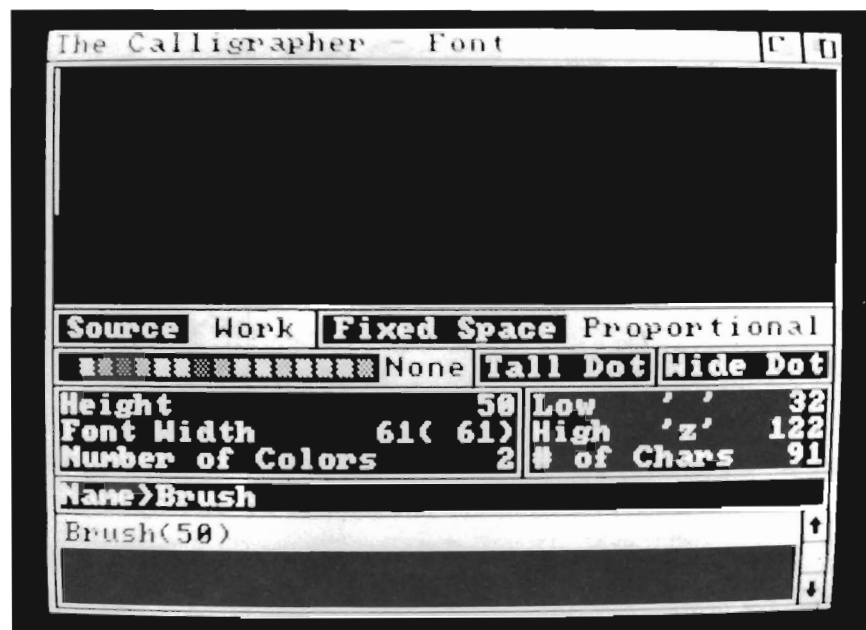 The Calligrapher - Font
Source Work Fixed Space Proportional
None Tall Dot Wide Dot
Height 50 Low ' ' 32
Font Width 61( 61) High 'z' 122
Number of Colors 2 # of Chars 91
Name>Brush
Brush(50)